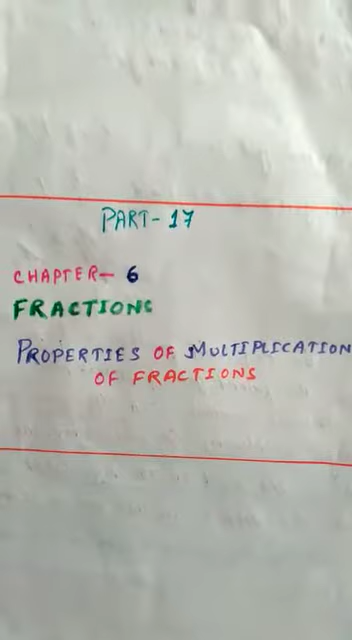 PART-17
CHAPTER- 6
FRACTIONS
PROPERTIES OF MULTIPLICATION
OF FRACTIONS